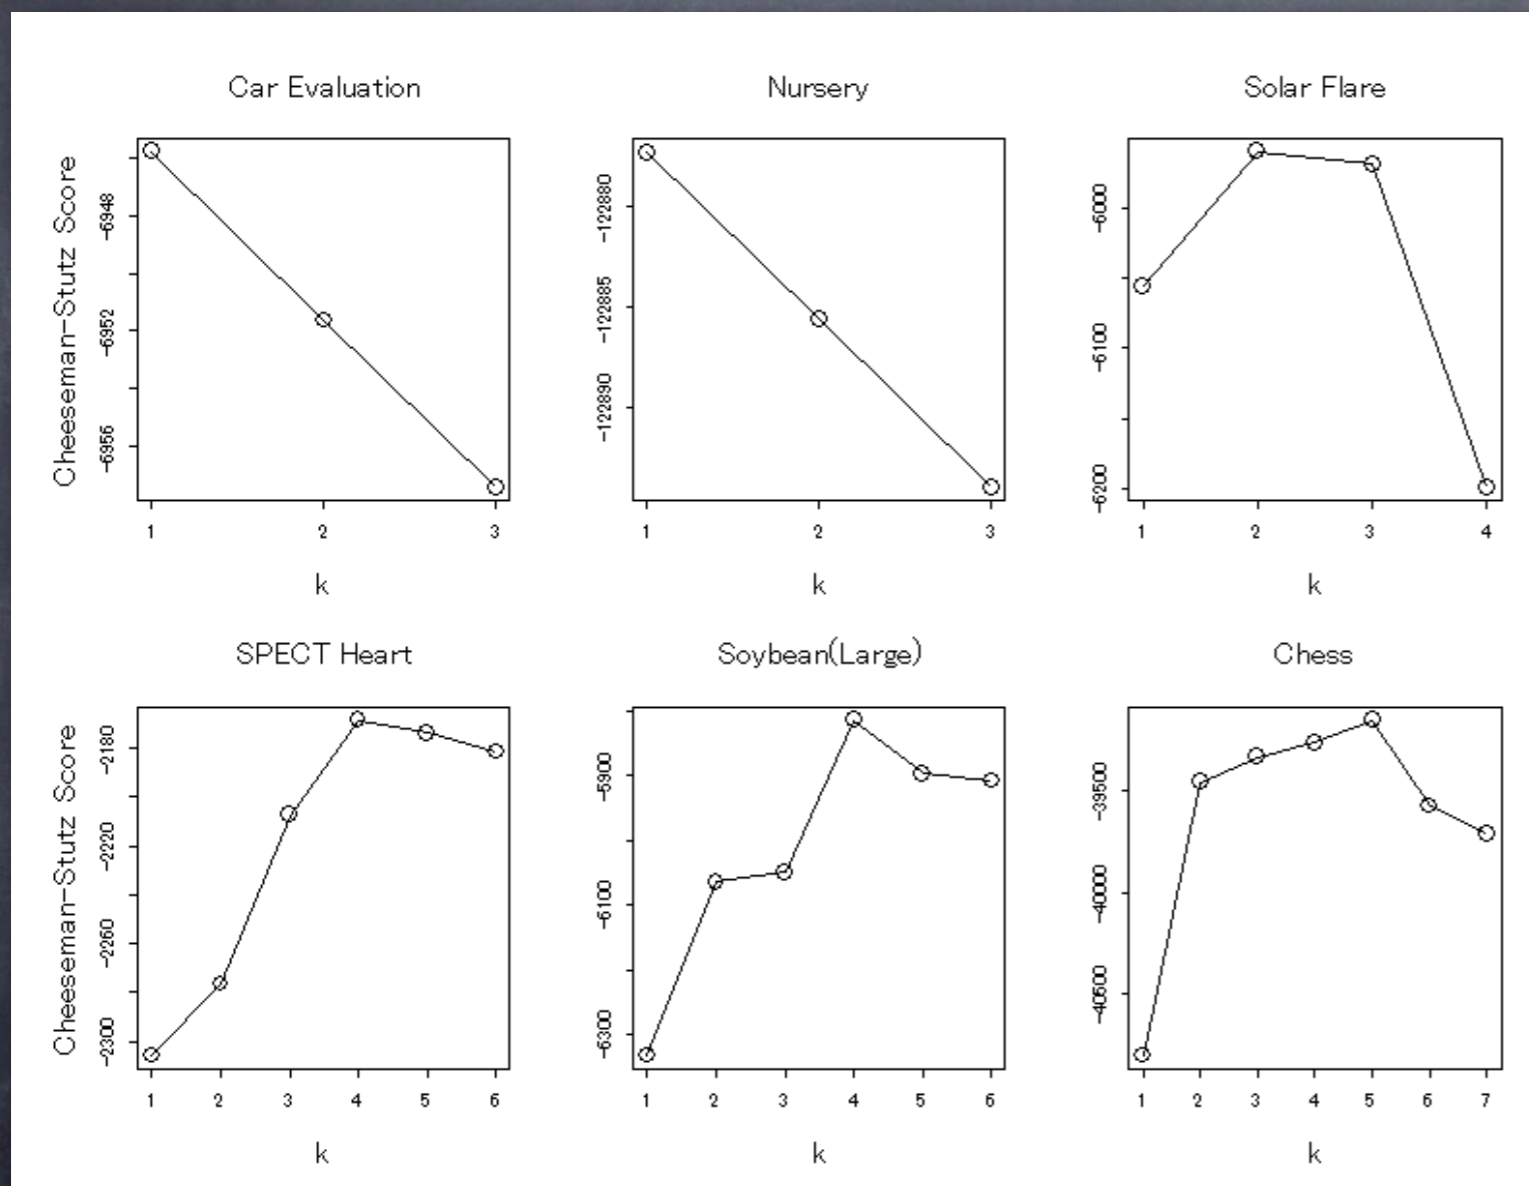 Car Evaluation
Cheeseman-Stutz Score
-6948
-6952
-6956
1 2 3
k
Nursery
-122880
-122885
-122890
1 2 3
k
Solar Flare
-6000
-6100
-6200
1 2 3 4
k
SPECT Heart
Cheeseman-Stutz Score
-2180
-2220
-2260
-2300
1 2 3 4 5 6
k
Soybean(Large)
-5900
-6100
-6300
1 2 3 4 5 6
k
Chess
-39500
-40000
-40500
1 2 3 4 5 6 7
k